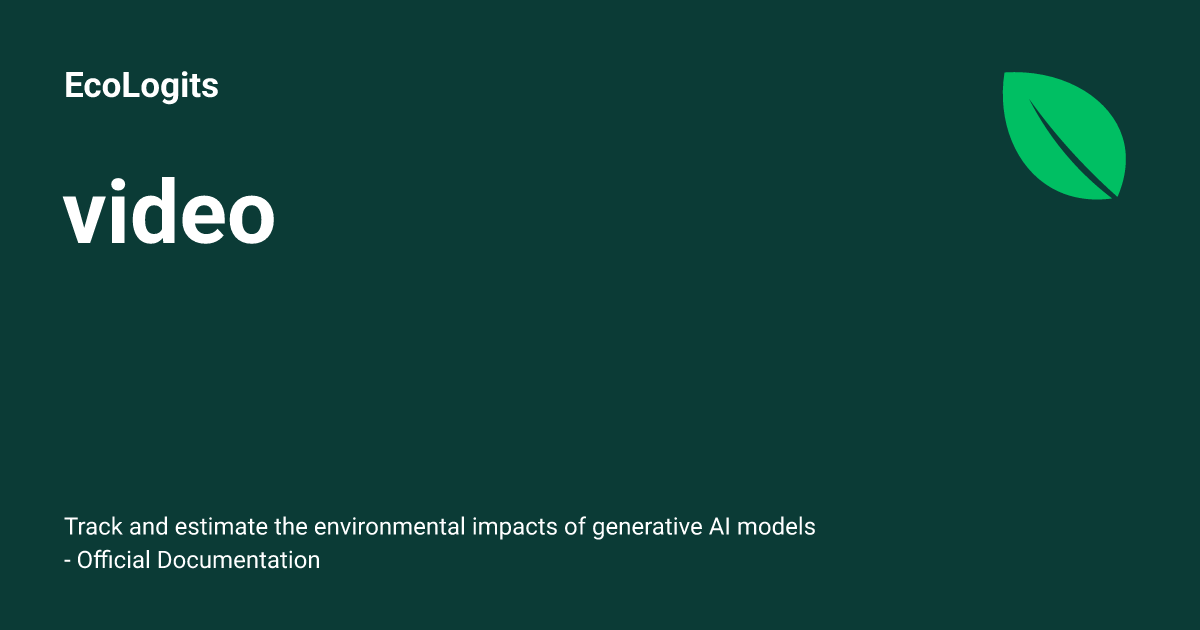 EcoLogits
video
Track and estimate the environmental impacts of generative AI models
- Official Documentation